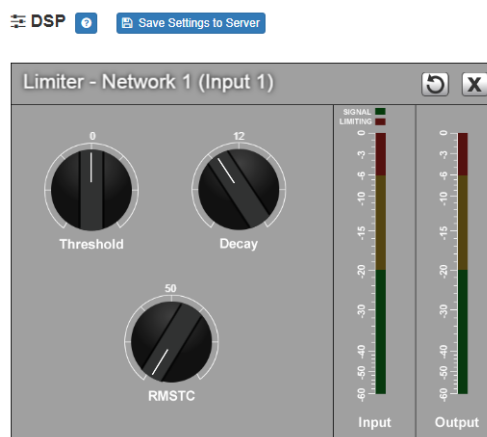 DSP ? Save Settings to Server
Limiter - Network 1 (Input 1) X
0
Threshold
12
Decay
50
RMSTC
SIGNAL
LIMITING
0
-3
-6
-10
-15
-20
-30
-40
-50
-60
Input
0
-3
-6
-10
-15
-20
-30
-40
-50
-60
Output